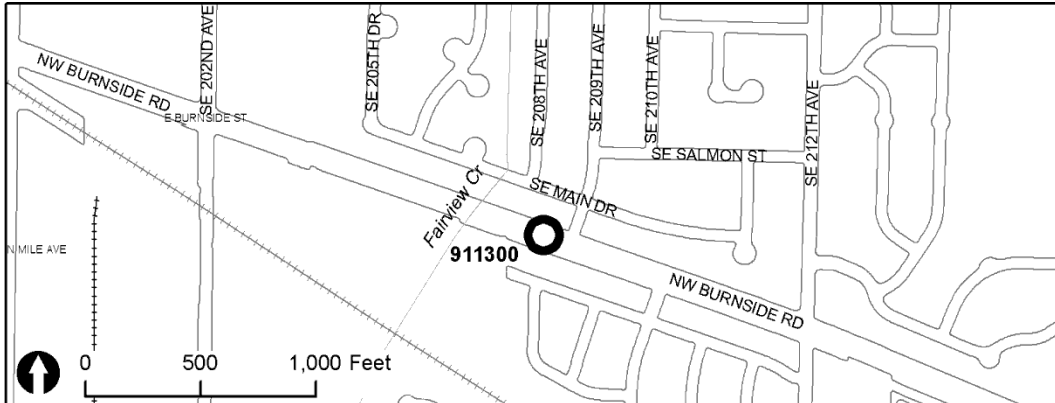 NW BURNSIDE RD
SE 202ND AVE
E BURNSIDE ST
SE 205TH DR
SE 208TH AVE
SE 209TH AVE
SE 210TH AVE
SE SALMON ST
SE 212TH AVE
SE MAIN DR
Fairview Cr
911300
N MILE AVE
NW BURNSIDE RD
0 500 1,000 Feet